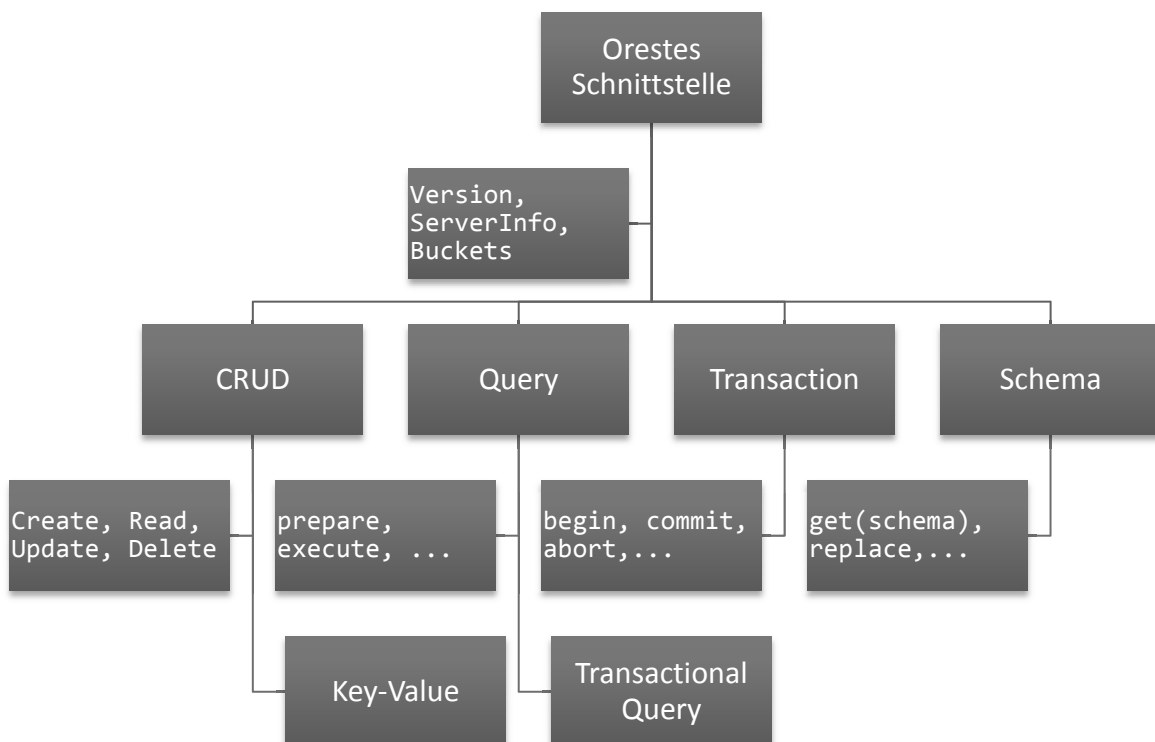 Orestes
Schnittstelle
Version,
ServerInfo,
Buckets
CRUD
Query
Transaction
Schema
Create, Read,
Update, Delete
prepare,
execute, ...
begin, commit,
abort,...
get(schema),
replace,...
Key-Value
Transactional
Query